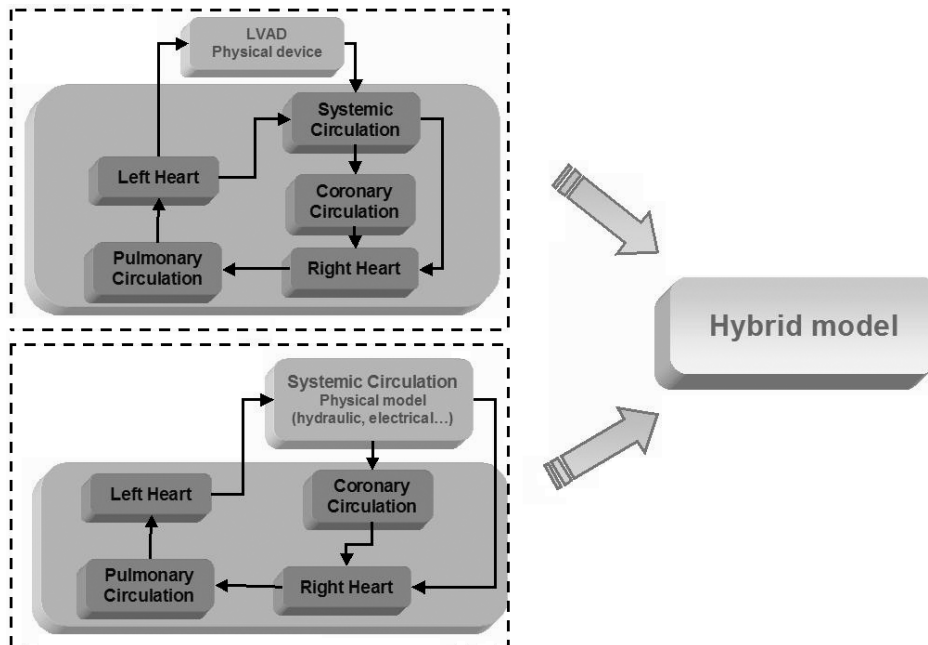 LVAD
Physical device
Systemic
Circulation
Left Heart
Coronary
Circulation
Pulmonary
Circulation
Right Heart
Hybrid model
Systemic Circulation
Physical model
(hydraulic, electrical…)
Left Heart
Coronary
Circulation
Pulmonary
Circulation
Right Heart